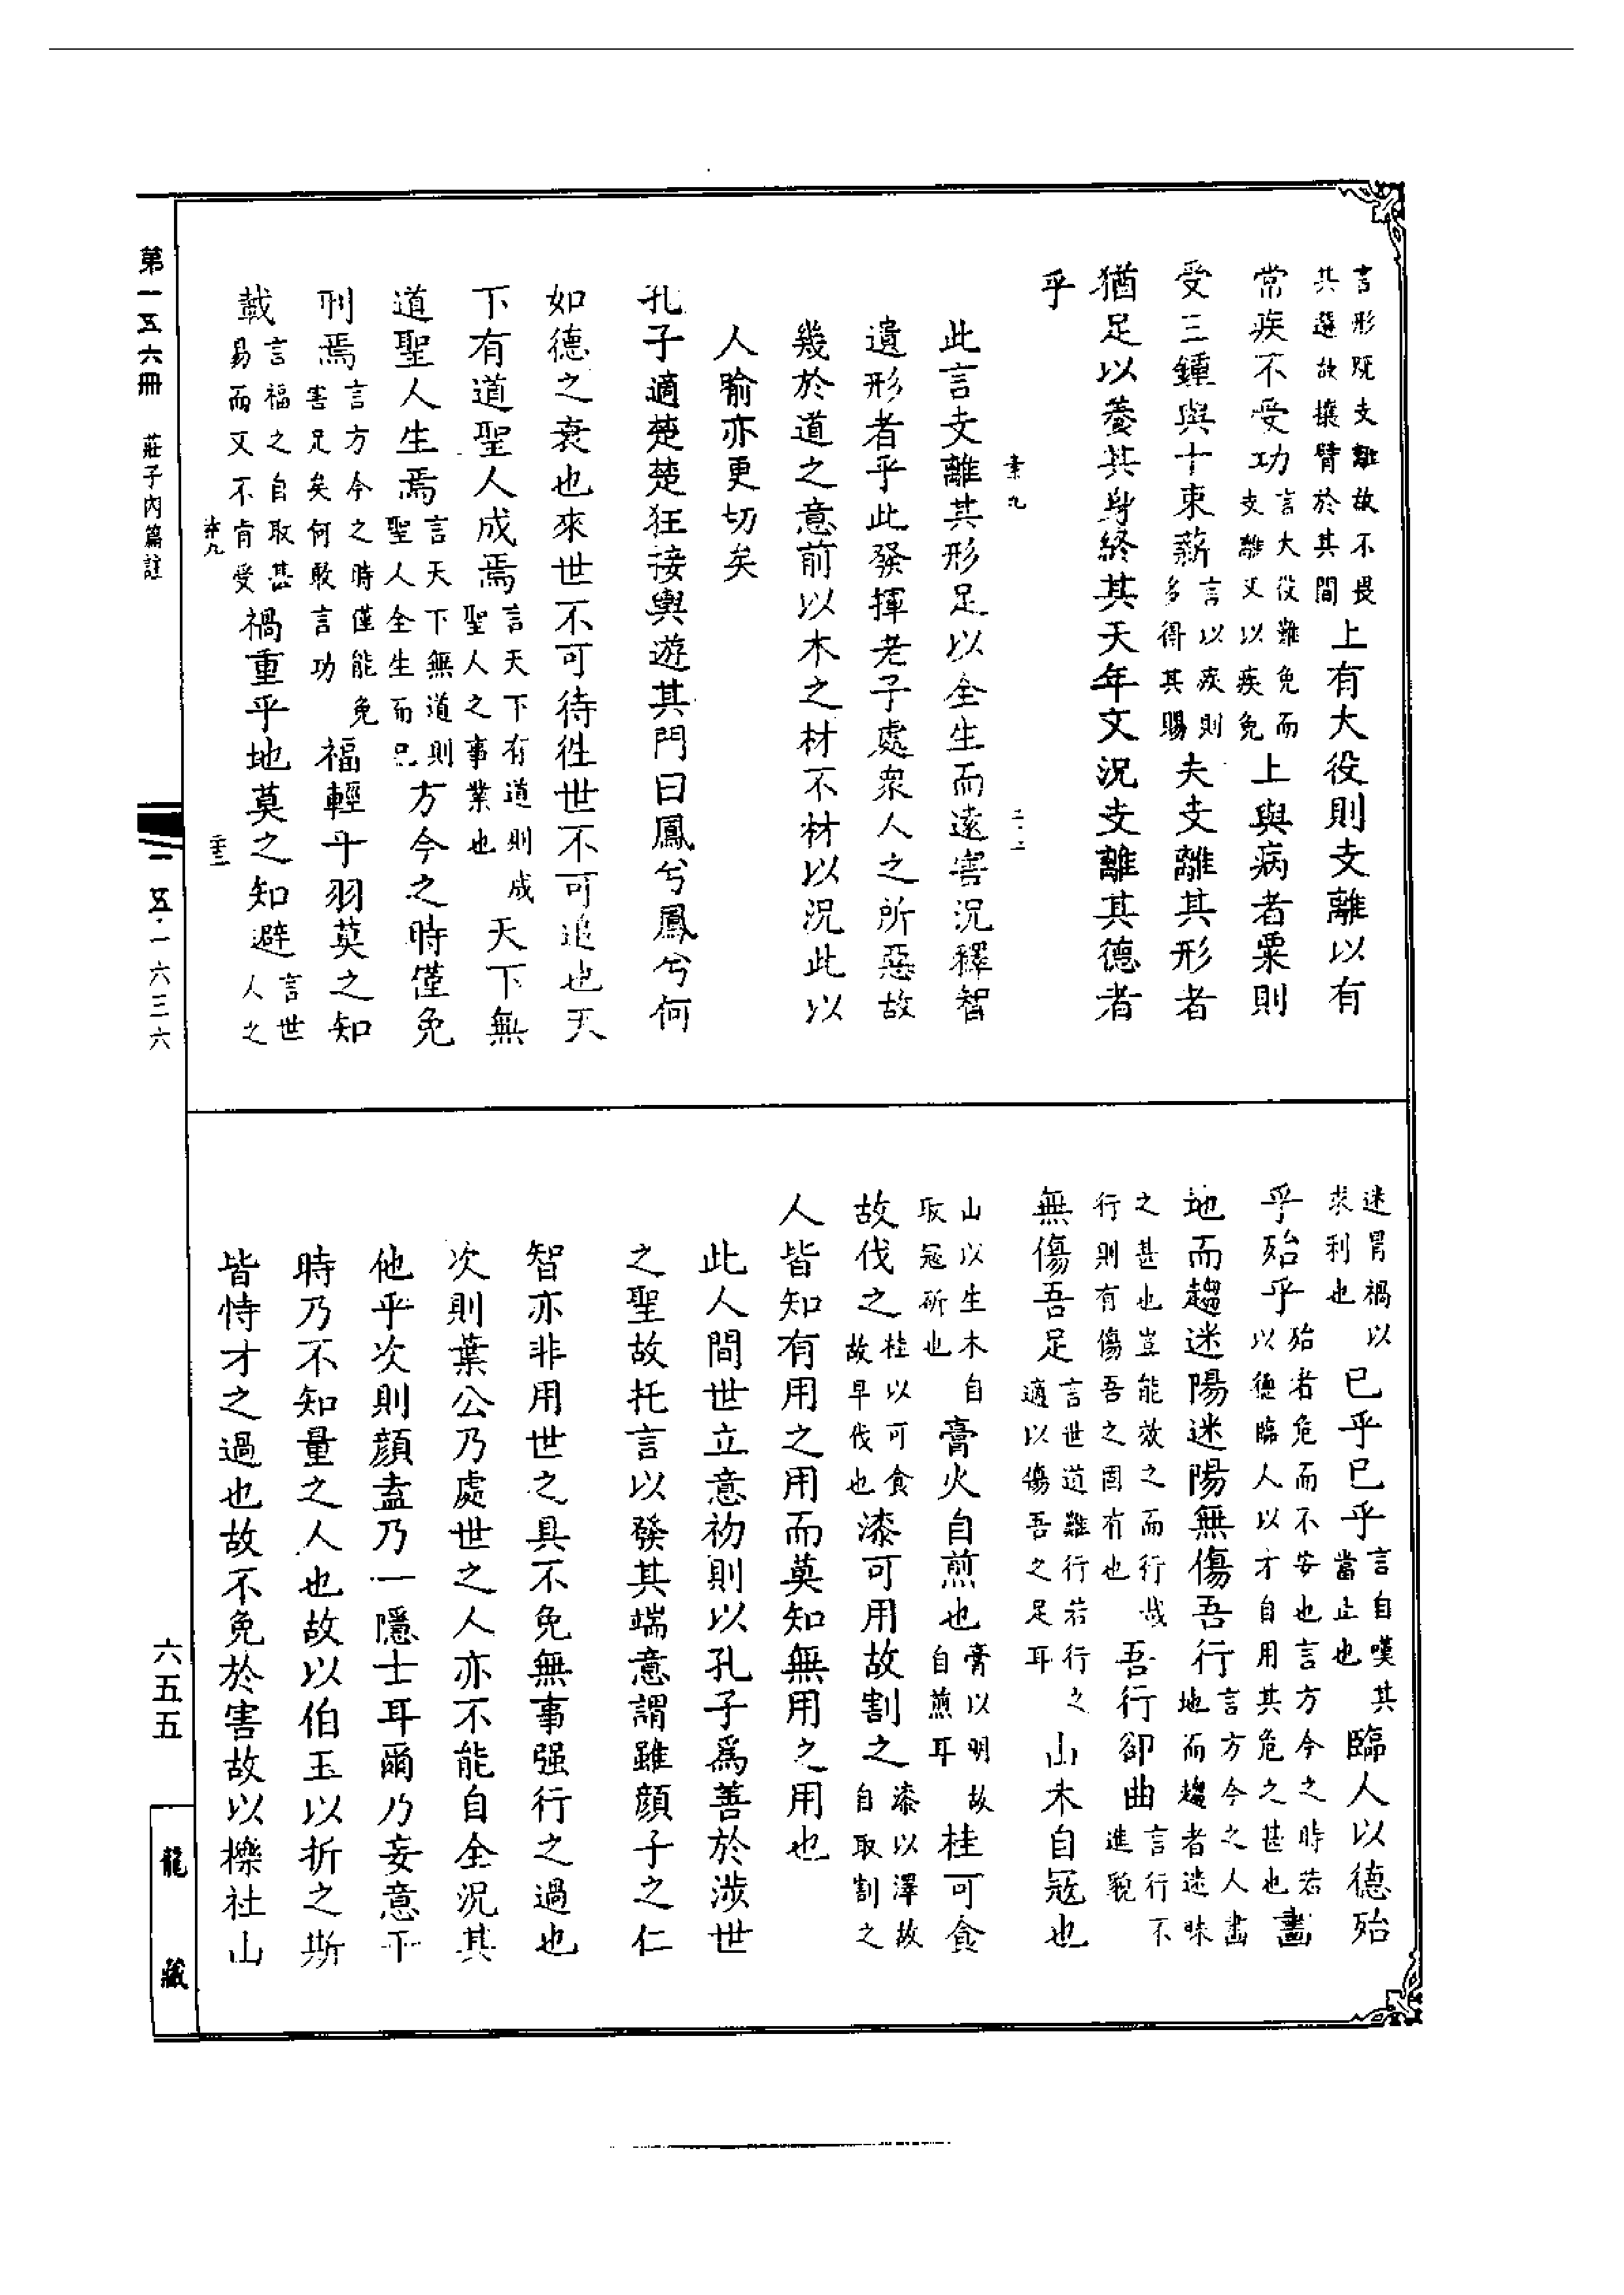 言形既支離故不畏其選故攘臂於其間上有大役則支離以有
常疾不受功言大役難免而支離又以疾免上與病者粟則
受三鍾與十束薪言以疾則多得其賜夫支離其形者
猶足以養其身終其天年文況支離其德者
乎
此言支離其形足以全生而遠害況釋智
遺形者乎此發揮老子處衆人之所惡故
幾於道之意前以木之材不材以況此以
人喻亦更切矣
孔子適楚楚狂接輿遊其門曰鳳兮鳳兮何
如德之衰也來世不可待徃世不可追也天
下有道聖人成焉言天下有道則成聖人之事業也天下無
道聖人生焉言天下無道則聖人全生而已方今之時僅免
刑焉言方今之時僅能免害足矣何敢言功福輕乎羽莫之知
載言福之自取甚易而又不肯受禍重乎地莫之知避言世人之
迷胃禍以求利也已乎已乎言自嘆其當止也臨人以德殆
乎殆乎殆者危而不安也言方今之時若以德臨人以才自用其危之甚也畫
地而趨迷陽迷陽無傷吾行言方今之人畫地而趨者迷昧
之甚也豈能效之而行哉行則有傷吾之固有也吾行卻曲言行不進貌
無傷吾足言世道難行若行之適以傷吾之足耳山木自寇也
山以生木自取寇斫也膏火自煎也膏以明故自煎耳桂可食
故伐之桂以可食故早伐也漆可用故割之漆以澤故自取割之
人皆知有用之用而莫知無用之用也
此人間世立意初則以孔子爲善於涉世
之聖故托言以發其端意謂雖顔子之仁
智亦非用世之具不免無事强行之過也
次則葉公乃處世之人亦不能自全況其
他乎次則顔盍乃一隱士耳爾乃妄意干
時乃不知量之人也故以伯玉以折之斯
皆恃才之過也故不免於害故以櫟社山
第一五六冊
莊子內篇註
一五·一六三六
六五五
龍藏